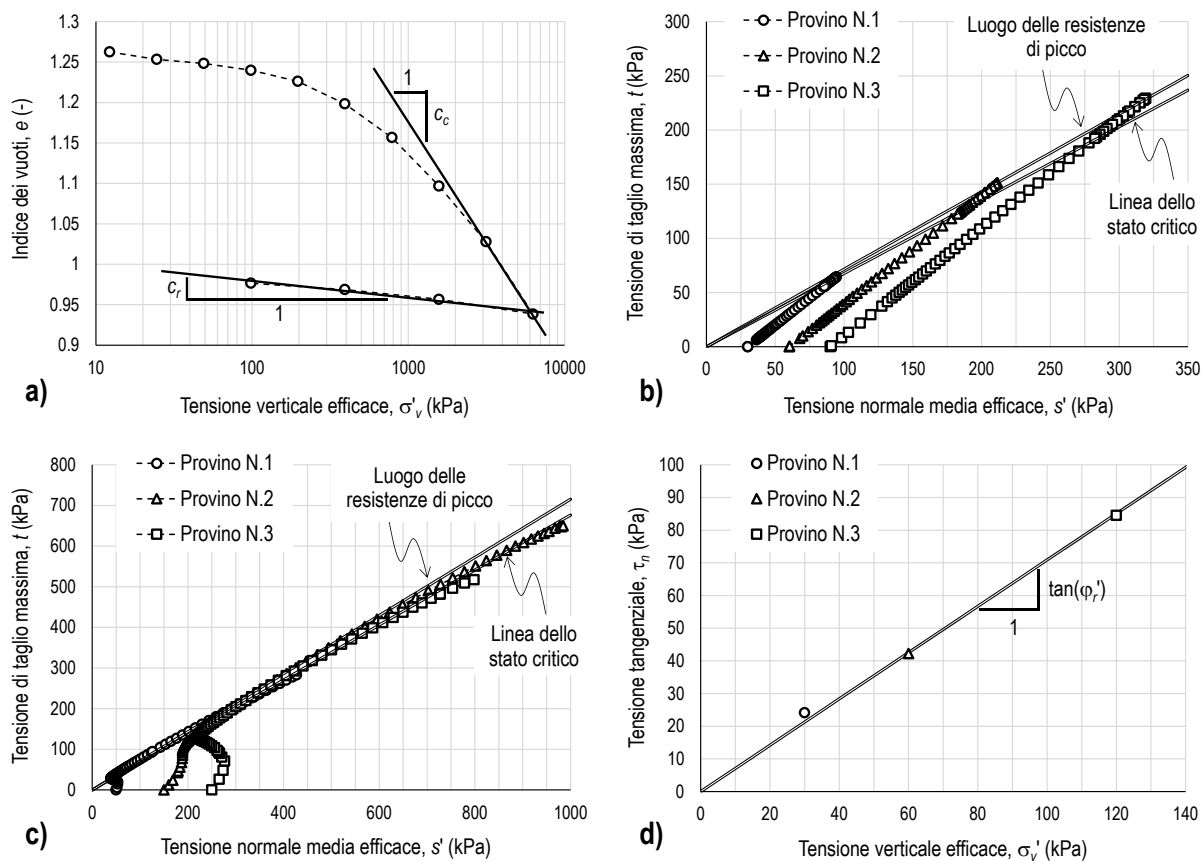 1.3
1.25
1.2
1.15
1.1
1.05
1
0.95
0.9
10
100
1000
10000
Indice dei vuoti, e (-)
Tensione verticale efficace, σ'v (kPa)
1
cc
cr
1
a)
300
250
200
150
100
50
0
0
50
100
150
200
250
300
350
Tensione di taglio massima, t (kPa)
Tensione normale media efficace, s' (kPa)
Provino N.1
Provino N.2
Provino N.3
Luogo delle resistenze
di picco
Linea dello
stato critico
b)
800
700
600
500
400
300
200
100
0
0
200
400
600
800
1000
Tensione di taglio massima, t (kPa)
Tensione normale media efficace, s' (kPa)
Provino N.1
Provino N.2
Provino N.3
Luogo delle
resistenze di picco
Linea dello
stato critico
c)
100
90
80
70
60
50
40
30
20
10
0
0
20
40
60
80
100
120
140
Tensione tangenziale, τn (kPa)
Tensione verticale efficace, σv' (kPa)
Provino N.1
Provino N.2
Provino N.3
tan(φr')
1
d)